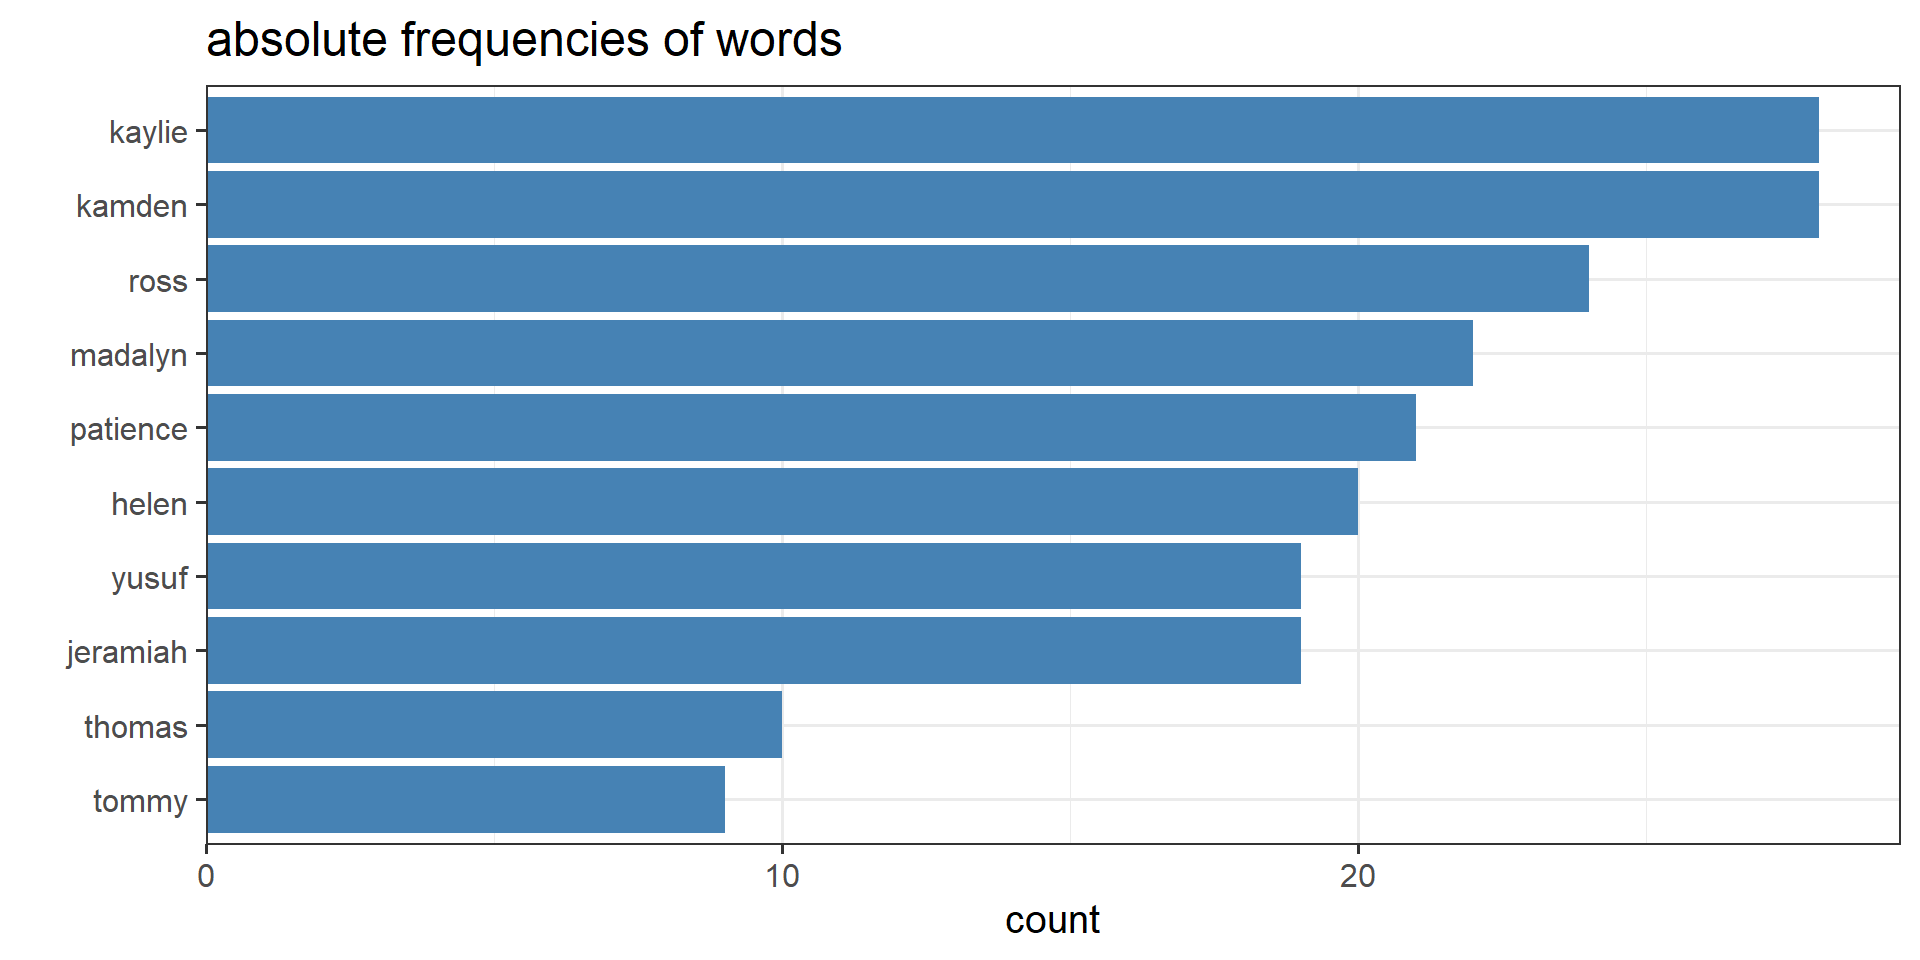 absolute frequencies of words
kaylie
kamden
ross
madalyn
patience
helen
yusuf
jeramiah
thomas
tommy
0 10 20
count